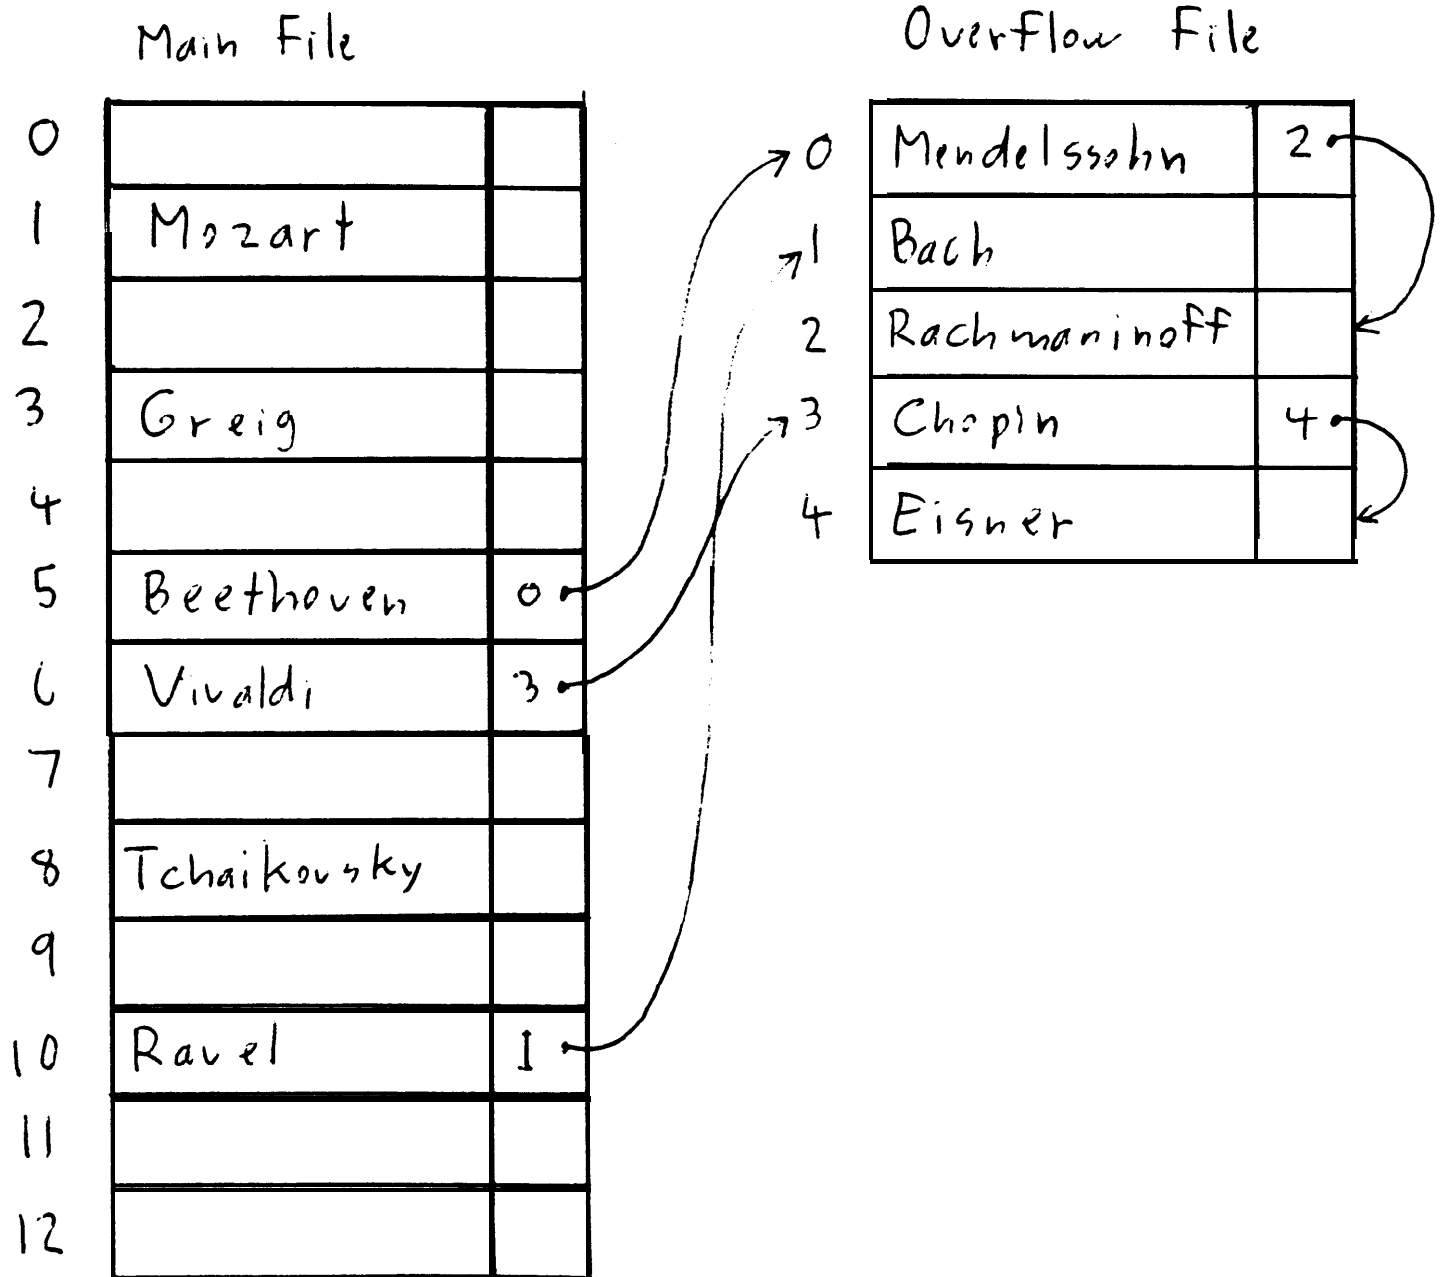 Main File
0
1 Mozart
2
3 Greig
4
5 Beethoven 0
6 Vivaldi 3
7
8 Tchaikovsky
9
10 Ravel 1
11
12
Overflow File
0 Mendelssohn 2
1 Bach
2 Rachmaninoff
3 Chopin 4
4 Eisner